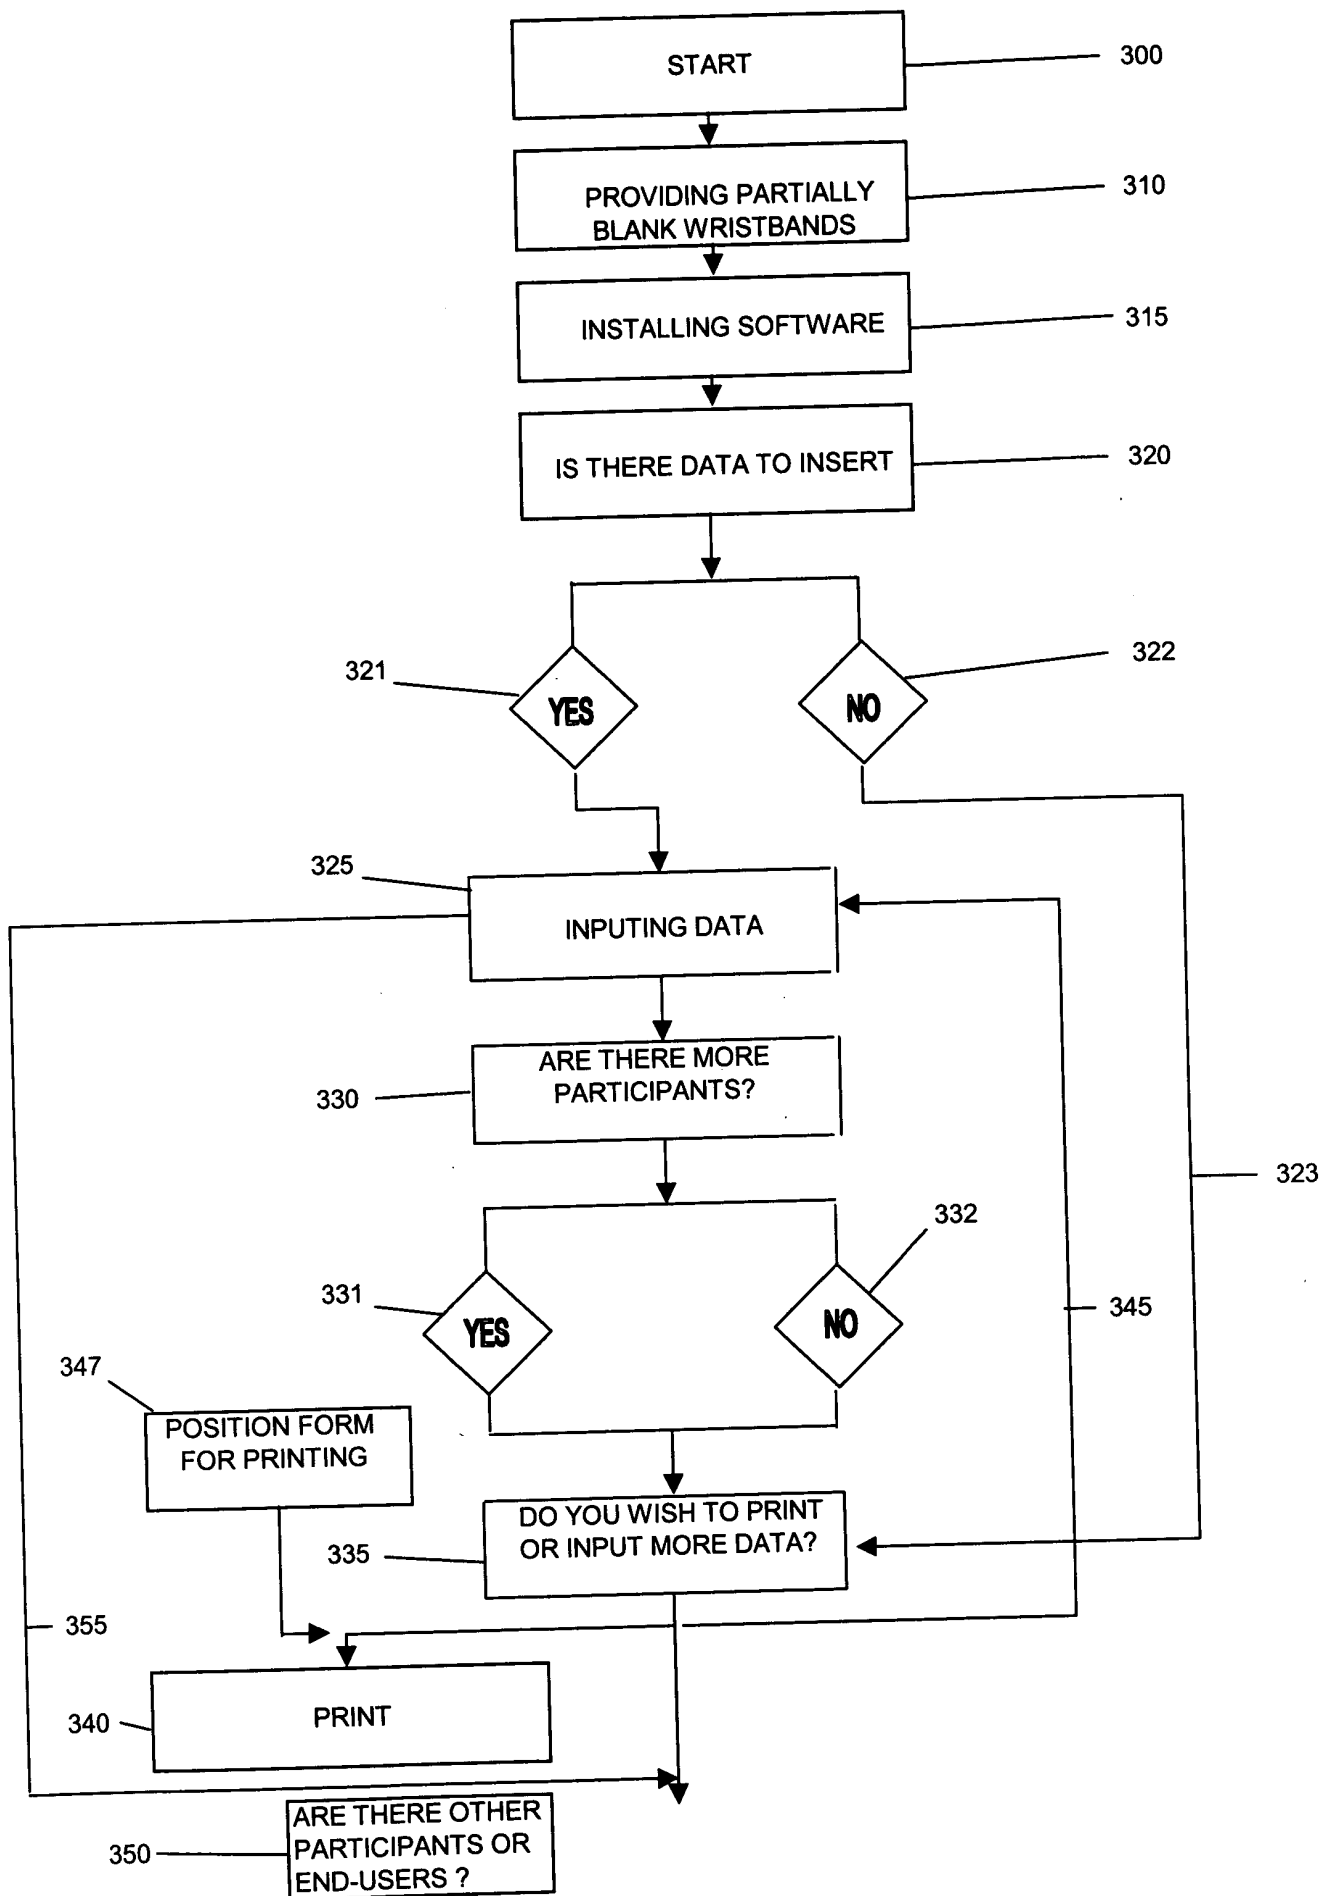 START
300
PROVIDING PARTIALLY
BLANK WRISTBANDS
310
INSTALLING SOFTWARE
315
IS THERE DATA TO INSERT
320
321
YES
NO
322
325
INPUTING DATA
330
ARE THERE MORE
PARTICIPANTS?
323
331
YES
NO
332
345
347
POSITION FORM
FOR PRINTING
335
DO YOU WISH TO PRINT
OR INPUT MORE DATA?
355
340
PRINT
350
ARE THERE OTHER
PARTICIPANTS OR
END-USERS ?